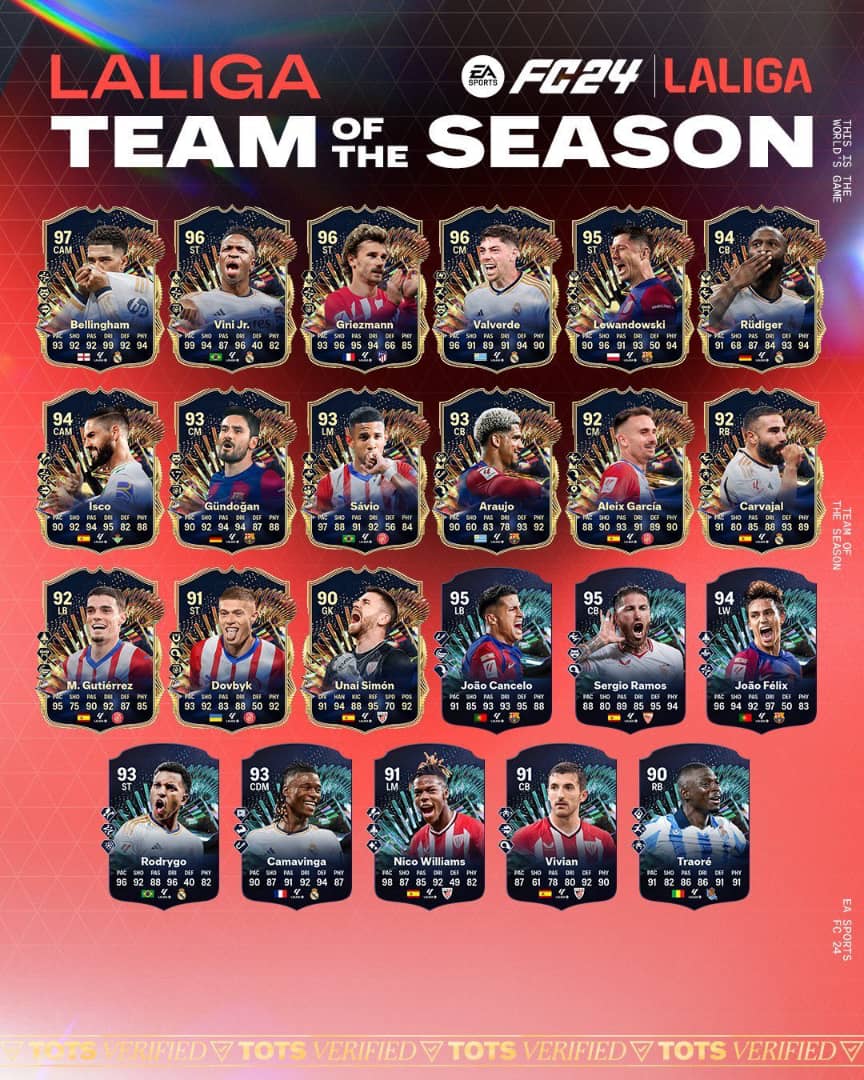 LALIGA
EA SPORTS FC24 LALIGA
TEAM OF THE SEASON
THIS IS THE WORLD'S GAME
97 CAM Bellingham
PAC SHO PAS DRI DEF PHY
93 92 92 99 92 94
96 ST Vini Jr.
PAC SHO PAS DRI DEF PHY
99 94 87 96 40 82
96 ST Griezmann
PAC SHO PAS DRI DEF PHY
93 96 95 94 66 85
96 CM Valverde
PAC SHO PAS DRI DEF PHY
96 91 89 91 94 90
95 ST Lewandowski
PAC SHO PAS DRI DEF PHY
90 96 91 93 50 94
94 CB Rüdiger
PAC SHO PAS DRI DEF PHY
91 68 87 84 93 94
94 CAM Isco
PAC SHO PAS DRI DEF PHY
90 92 94 95 82 88
93 CM Gündoğan
PAC SHO PAS DRI DEF PHY
92 94 94 87 88
93 LM Sávio
PAC SHO PAS DRI DEF PHY
97 88 91 92 56 84
93 CB Araujo
PAC SHO PAS DRI DEF PHY
90 60 83 78 93 92
92 CM Aleix García
PAC SHO PAS DRI DEF PHY
88 90 93 91 89 90
92 RB Carvajal
PAC SHO PAS DRI DEF PHY
92 80 90 90 93 89
TEAM OF THE SEASON
92 LB M. Gutiérrez
PAC SHO PAS DRI DEF PHY
95 75 90 92 91 85
91 ST Dovbyk
PAC SHO PAS DRI DEF PHY
93 92 83 88 50 92
90 GK Unai Simón
DIV HAN KIC REF SPE POS
91 94 88 95 70 92
95 LB João Cancelo
PAC SHO PAS DRI DEF PHY
91 85 93 93 95 88
95 CB Sergio Ramos
PAC SHO PAS DRI DEF PHY
88 80 89 85 95 94
94 LW João Félix
PAC SHO PAS DRI DEF PHY
96 94 92 97 50 83
93 ST Rodrygo
PAC SHO PAS DRI DEF PHY
96 92 88 96 40 82
93 CDM Camavinga
PAC SHO PAS DRI DEF PHY
90 87 91 94 94 87
91 LM Nico Williams
PAC SHO PAS DRI DEF PHY
98 87 91 92 49 82
91 CB Vivian
PAC SHO PAS DRI DEF PHY
87 61 78 80 92 90
90 RB Traoré
PAC SHO PAS DRI DEF PHY
91 82 86 86 91 91
EA SPORTS FC 24
TOTS VERIFIED TOTS VERIFIED TOTS VERIFIED TOTS VERIFIED